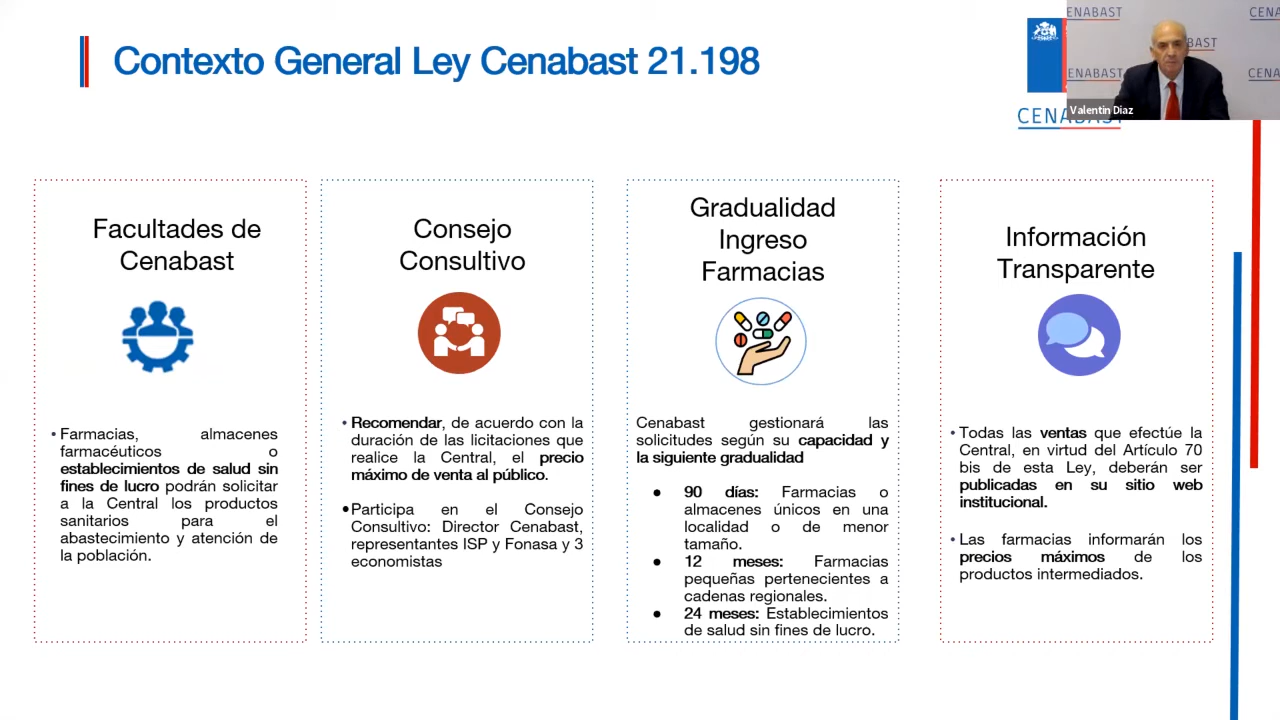 Contexto General Ley Cenabast 21.198
CENABAST
CENA
BAST
ENABAST
CENA
Valentin Diaz
CENABAST
Facultades de
Cenabast
• Farmacias, almacenes
farmacéuticos o
establecimientos de salud sin
fines de lucro podrán solicitar
a la Central los productos
sanitarios para el
abastecimiento y atención de
la población.
Consejo
Consultivo
• Recomendar, de acuerdo con la
duración de las licitaciones que
realice la Central, el precio
máximo de venta al público.
•Participa en el Consejo
Consultivo: Director Cenabast,
representantes ISP y Fonasa y 3
economistas
Gradualidad
Ingreso
Farmacias
Cenabast gestionará las
solicitudes según su capacidad y
la siguiente gradualidad
● 90 días: Farmacias o
almacenes únicos en una
localidad o de menor
tamaño.
● 12 meses: Farmacias
pequeñas pertenecientes a
cadenas regionales.
● 24 meses: Establecimientos
de salud sin fines de lucro.
Información
Transparente
• Todas las ventas que efectúe la
Central, en virtud del Artículo 70
bis de esta Ley, deberán ser
publicadas en su sitio web
institucional.
• Las farmacias informarán los
precios máximos de los
productos intermediados.